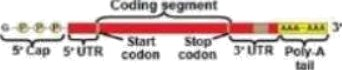 Coding segment
G P P P AAA AAA 3'
5' Cap 5' UTR Start codon Stop codon 3' UTR Poly-A tail